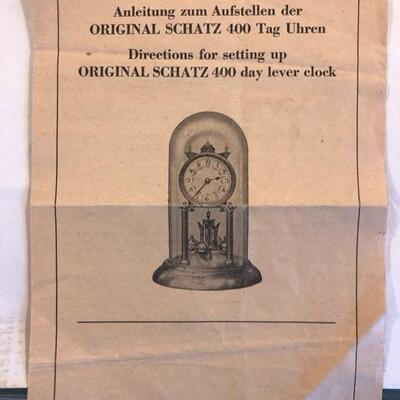 Anleitung zum Aufstellen der
ORIGINAL SCHATZ 400 Tag Uhren
Directions for setting up
ORIGINAL SCHATZ 400 day lever clock